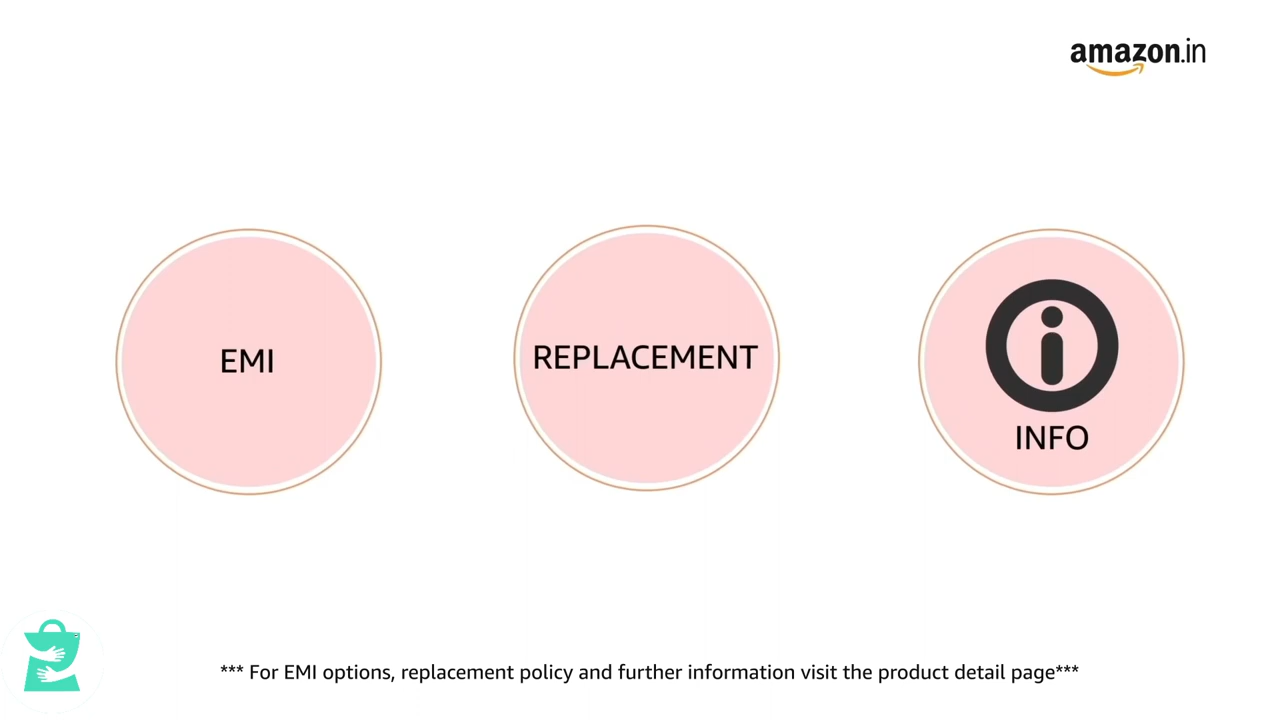 amazon.in
EMI
REPLACEMENT
INFO
*** For EMI options, replacement policy and further information visit the product detail page***